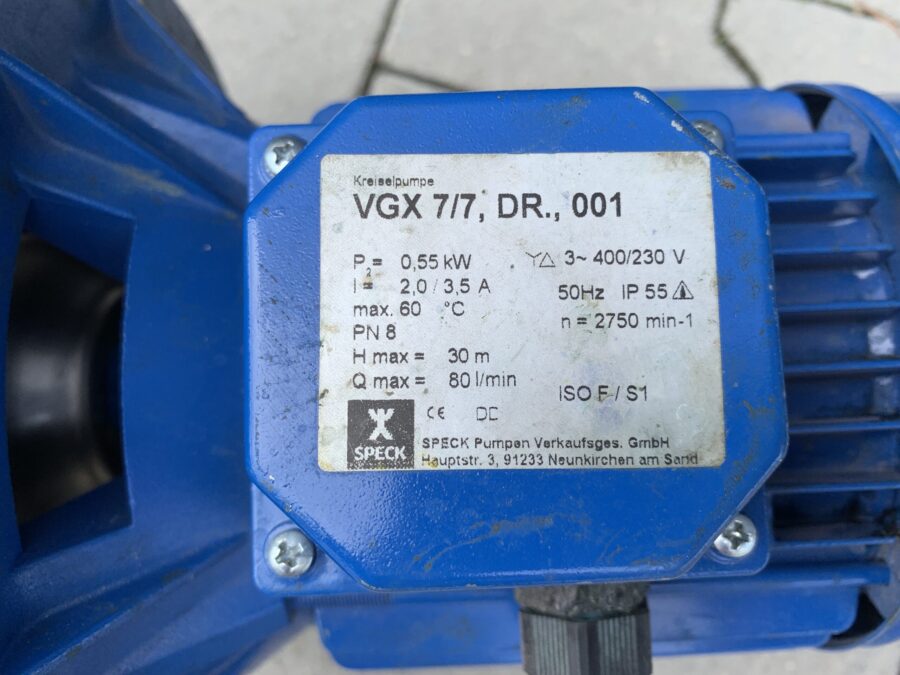 Kreiselpumpe
VGX 7/7, DR., 001
P2= 0,55 kW
I = 2,0 / 3,5 A
max. 60 °C
PN 8
H max = 30 m
Q max = 80 l/min
Y△ 3~ 400/230 V
50Hz IP 55
n = 2750 min-1
ISO F / S1
SPECK
CE
SPECK Pumpen Verkaufsges. GmbH
Hauptstr. 3, 91233 Neunkirchen am Sand